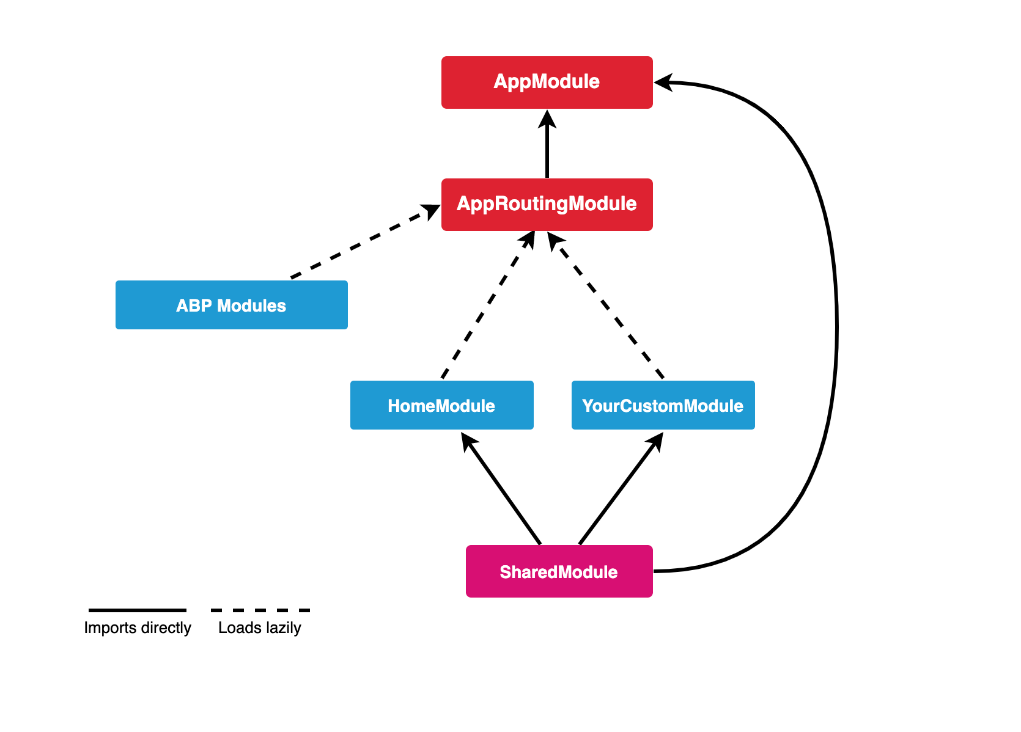 AppModule
AppRoutingModule
ABP Modules
HomeModule
YourCustomModule
SharedModule
Imports directly
Loads lazily